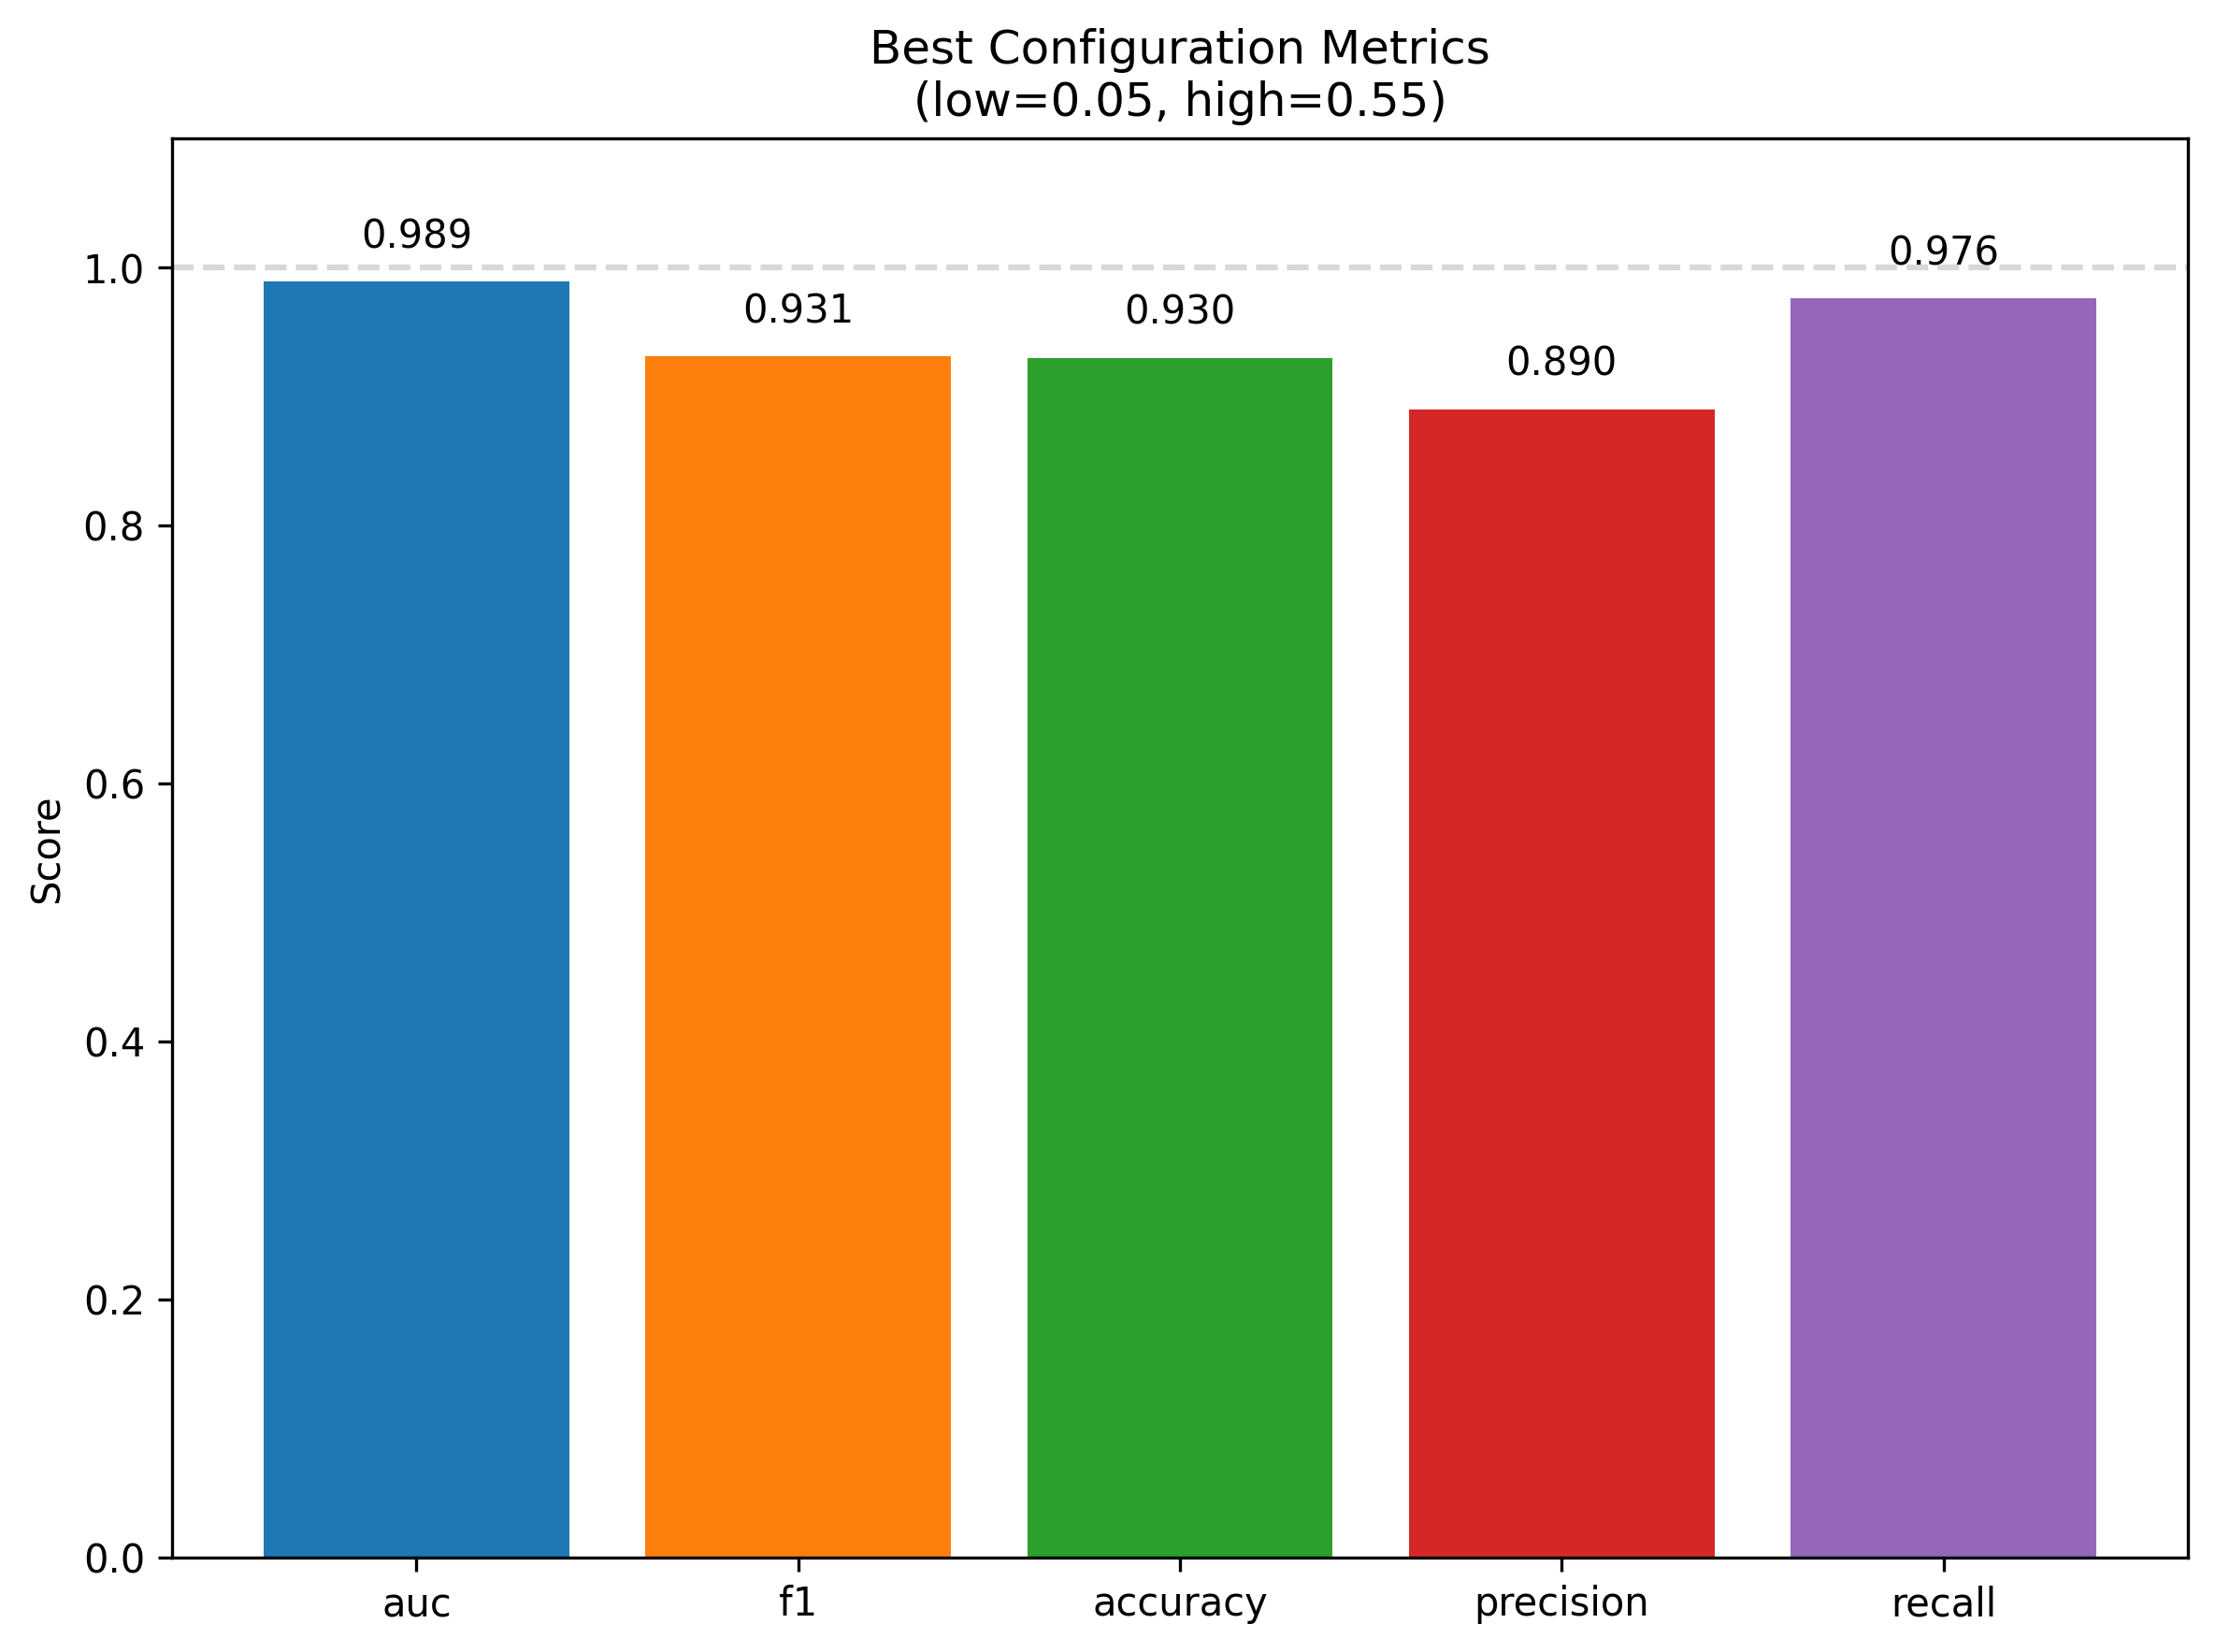 Best Configuration Metrics
(low=0.05, high=0.55)
Score
1.0
0.8
0.6
0.4
0.2
0.0
0.989
0.931
0.930
0.890
0.976
auc
f1
accuracy
precision
recall